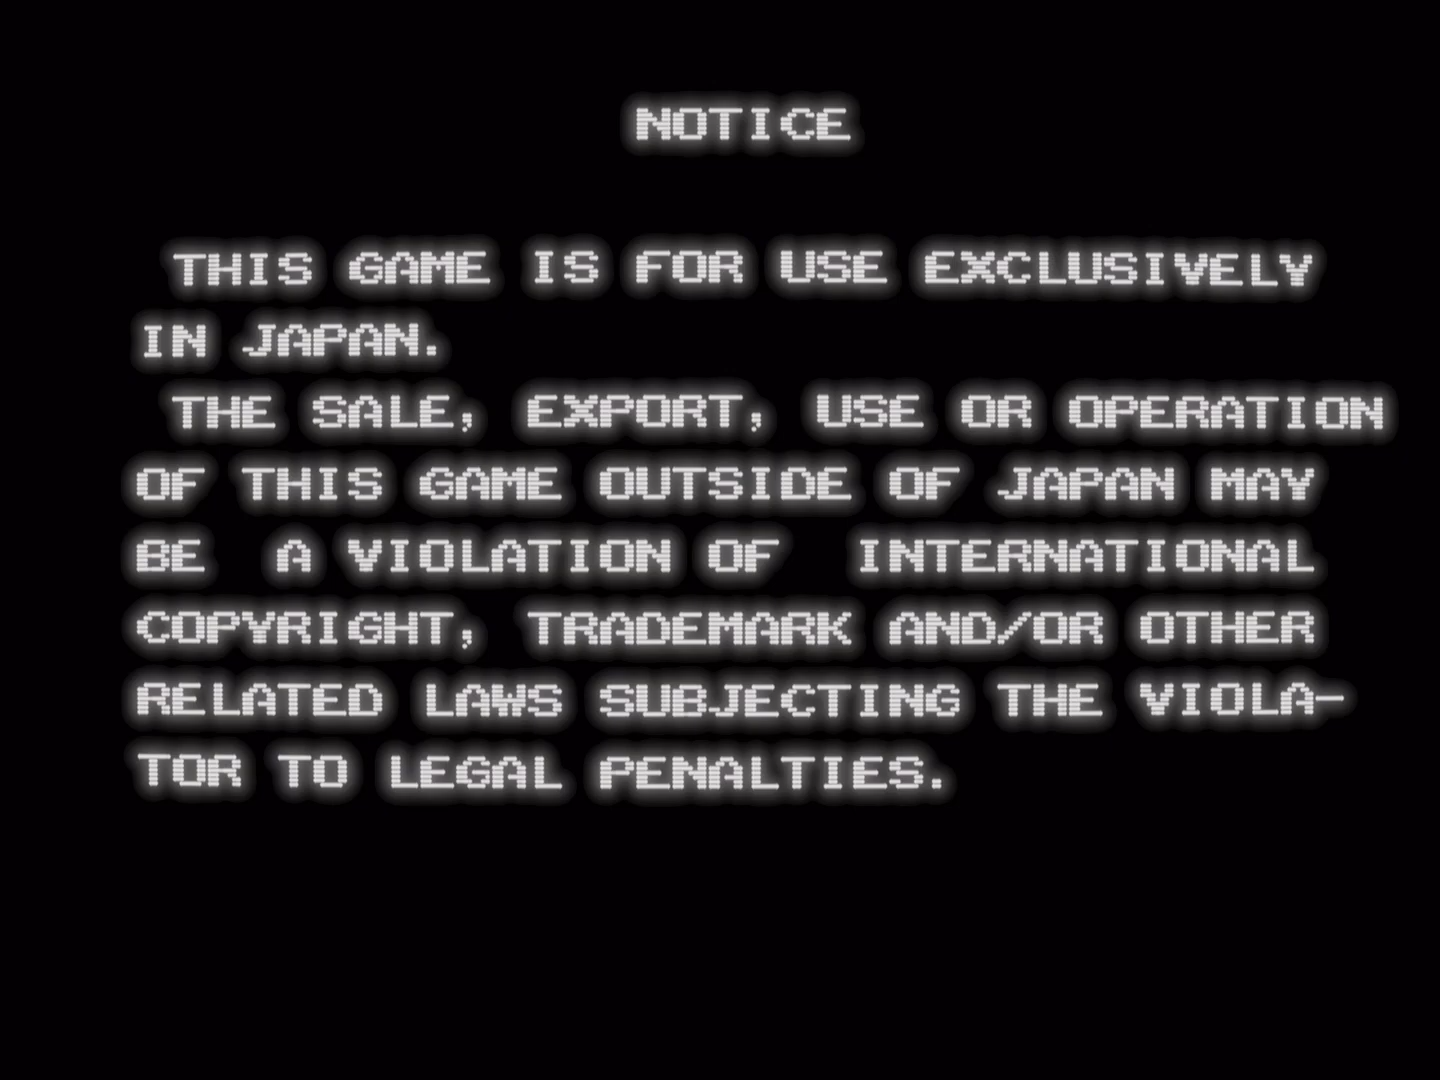 NOTICE
THIS GAME IS FOR USE EXCLUSIVELY
IN JAPAN.
THE SALE, EXPORT, USE OR OPERATION
OF THIS GAME OUTSIDE OF JAPAN MAY
BE A VIOLATION OF INTERNATIONAL
COPYRIGHT, TRADEMARK AND/OR OTHER
RELATED LAWS SUBJECTING THE VIOLA-
TOR TO LEGAL PENALTIES.